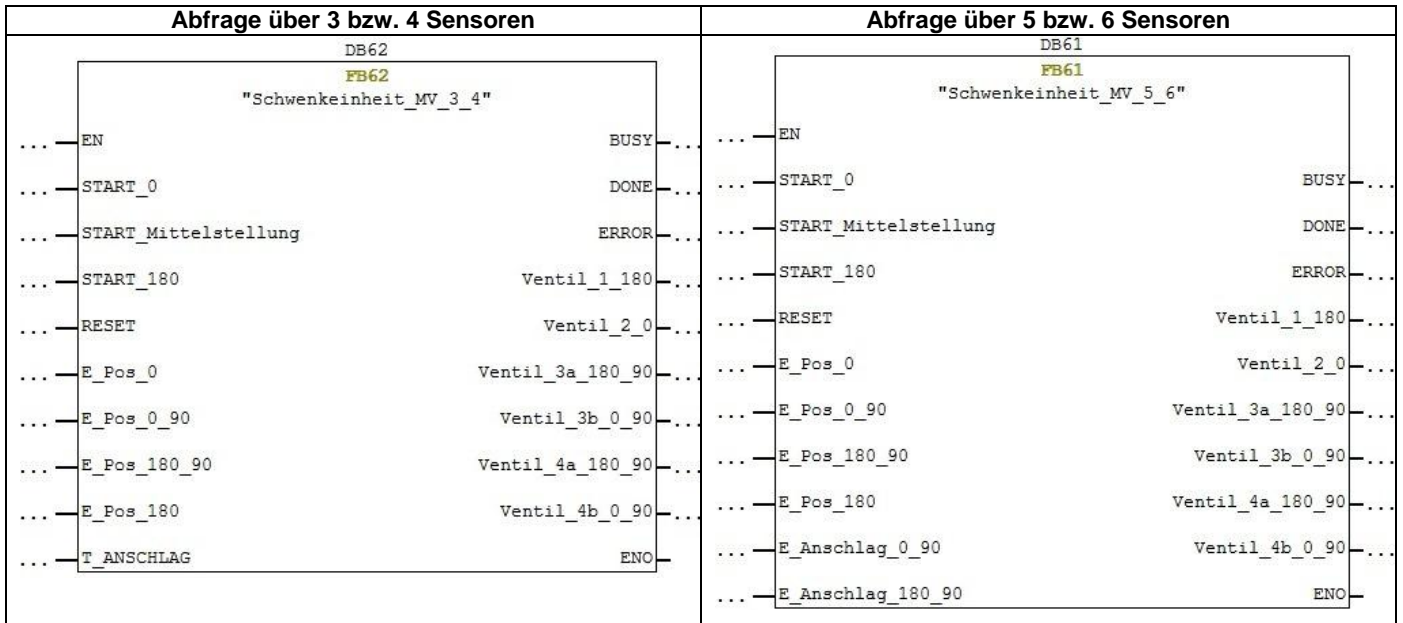 Abfrage über 3 bzw. 4 Sensoren
DB62
FB62
"Schwenkeinheit_MV_3_4"
... EN BUSY ...
... START_0 DONE ...
... START_Mittelstellung ERROR ...
... START_180 Ventil_1_180 ...
... RESET Ventil_2_0 ...
... E_Pos_0 Ventil_3a_180_90 ...
... E_Pos_0_90 Ventil_3b_0_90 ...
... E_Pos_180_90 Ventil_4a_180_90 ...
... E_Pos_180 Ventil_4b_0_90 ...
... T_ANSCHLAG ENO
Abfrage über 5 bzw. 6 Sensoren
DB61
FB61
"Schwenkeinheit_MV_5_6"
... EN
... START_0 BUSY ...
... START_Mittelstellung DONE ...
... START_180 ERROR ...
... RESET Ventil_1_180 ...
... E_Pos_0 Ventil_2_0 ...
... E_Pos_0_90 Ventil_3a_180_90 ...
... E_Pos_180_90 Ventil_3b_0_90 ...
... E_Pos_180 Ventil_4a_180_90 ...
... E_Anschlag_0_90 Ventil_4b_0_90 ...
... E_Anschlag_180_90 ENO